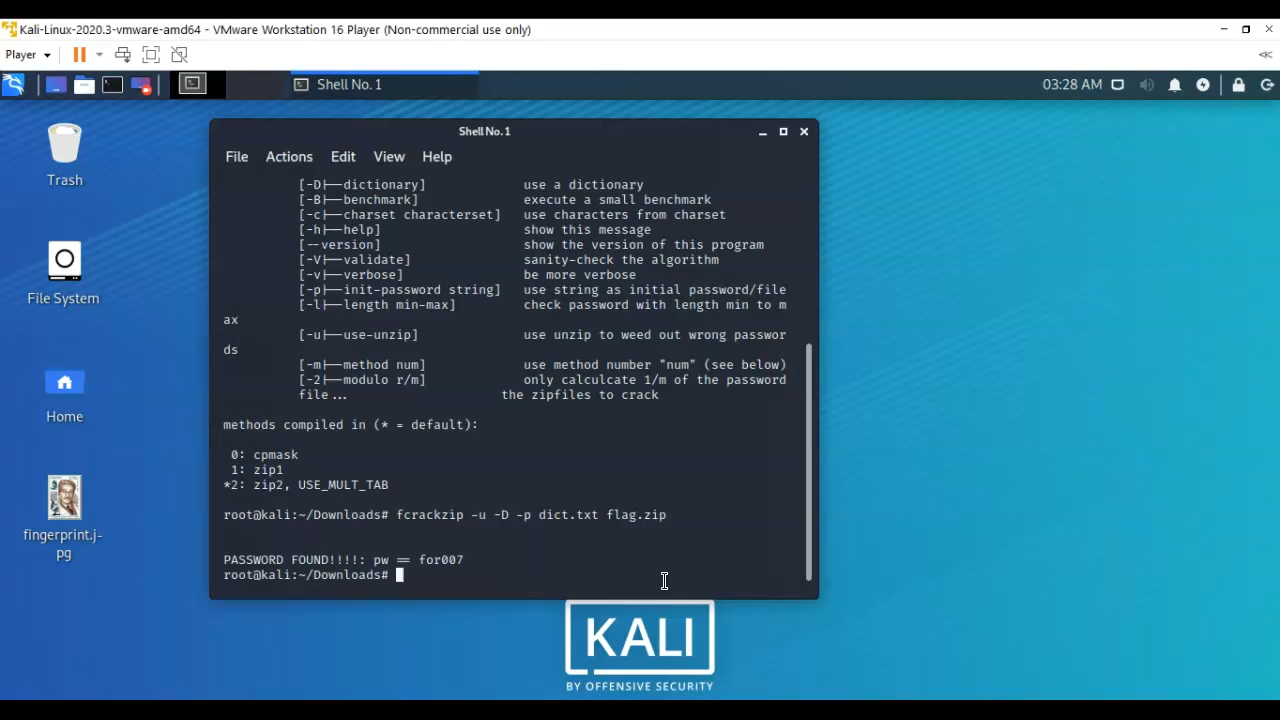 Kali-Linux-2020.3-vmware-amd64 - VMware Workstation 16 Player (Non-commercial use only)
Player
Shell No. 1
03:28 AM
Trash
File System
Home
fingerprint.j-
pg
Shell No. 1
File Actions Edit View Help
[-D|--dictionary] use a dictionary
[-B|--benchmark] execute a small benchmark
[-c|--charset characterset] use characters from charset
[-h|--help] show this message
[--version] show the version of this program
[-V|--validate] sanity-check the algorithm
[-v|--verbose] be more verbose
[-p|--init-password string] use string as initial password/file
[-l|--length min-max] check password with length min to m
ax
[-u|--use-unzip] use unzip to weed out wrong passwor
ds
[-m|--method num] use method number "num" (see below)
[-2|--modulo r/m] only calculcate 1/m of the password
file... the zipfiles to crack
methods compiled in (* = default):
0: cpmask
1: zip1
*2: zip2, USE_MULT_TAB
root@kali:~/Downloads# fcrackzip -u -D -p dict.txt flag.zip
PASSWORD FOUND!!!!: pw == for007
root@kali:~/Downloads#
KALI
BY OFFENSIVE SECURITY